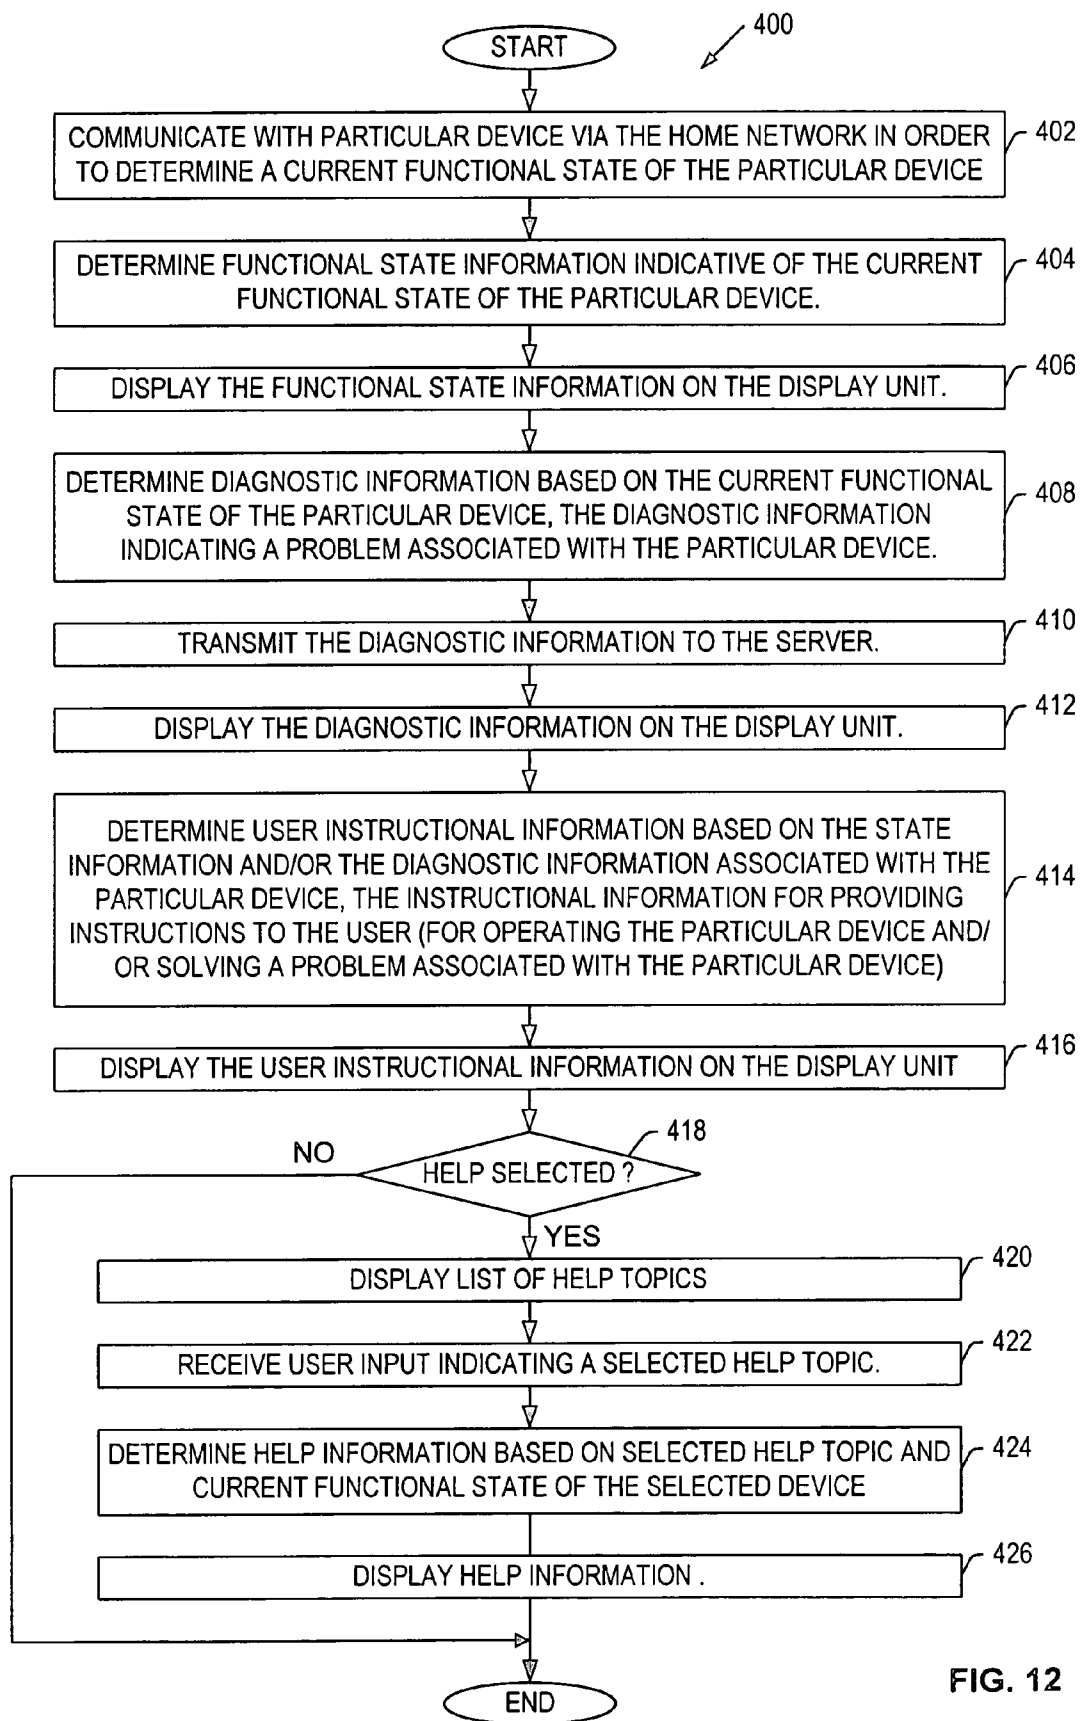 400
START
COMMUNICATE WITH PARTICULAR DEVICE VIA THE HOME NETWORK IN ORDER
TO DETERMINE A CURRENT FUNCTIONAL STATE OF THE PARTICULAR DEVICE
402
DETERMINE FUNCTIONAL STATE INFORMATION INDICATIVE OF THE CURRENT
FUNCTIONAL STATE OF THE PARTICULAR DEVICE.
404
DISPLAY THE FUNCTIONAL STATE INFORMATION ON THE DISPLAY UNIT.
406
DETERMINE DIAGNOSTIC INFORMATION BASED ON THE CURRENT FUNCTIONAL
STATE OF THE PARTICULAR DEVICE, THE DIAGNOSTIC INFORMATION
INDICATING A PROBLEM ASSOCIATED WITH THE PARTICULAR DEVICE.
408
TRANSMIT THE DIAGNOSTIC INFORMATION TO THE SERVER.
410
DISPLAY THE DIAGNOSTIC INFORMATION ON THE DISPLAY UNIT.
412
DETERMINE USER INSTRUCTIONAL INFORMATION BASED ON THE STATE
INFORMATION AND/OR THE DIAGNOSTIC INFORMATION ASSOCIATED WITH THE
PARTICULAR DEVICE, THE INSTRUCTIONAL INFORMATION FOR PROVIDING
INSTRUCTIONS TO THE USER (FOR OPERATING THE PARTICULAR DEVICE AND/
OR SOLVING A PROBLEM ASSOCIATED WITH THE PARTICULAR DEVICE)
414
DISPLAY THE USER INSTRUCTIONAL INFORMATION ON THE DISPLAY UNIT
416
418
NO
HELP SELECTED ?
YES
DISPLAY LIST OF HELP TOPICS
420
RECEIVE USER INPUT INDICATING A SELECTED HELP TOPIC.
422
DETERMINE HELP INFORMATION BASED ON SELECTED HELP TOPIC AND
CURRENT FUNCTIONAL STATE OF THE SELECTED DEVICE
424
DISPLAY HELP INFORMATION .
426
END
FIG. 12